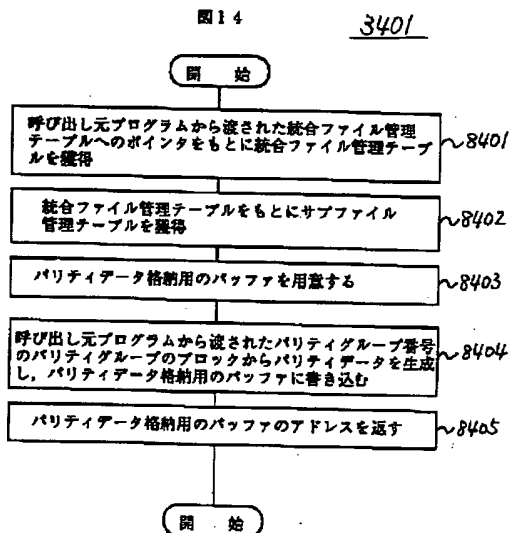 図14
3401
開 始
呼び出し元プログラムから渡された統合ファイル管理
テーブルへのポインタをもとに統合ファイル管理テーブ
ルを獲得
~8401
統合ファイル管理テーブルをもとにサブファイル
管理テーブルを獲得
~8402
パリティデータ格納用のバッファを用意する
~8403
呼び出し元プログラムから渡されたパリティグループ番号
のパリティグループのブロックからパリティデータを生成
し，パリティデータ格納用のバッファに書き込む
~8404
パリティデータ格納用のバッファのアドレスを返す
~8405
開 始